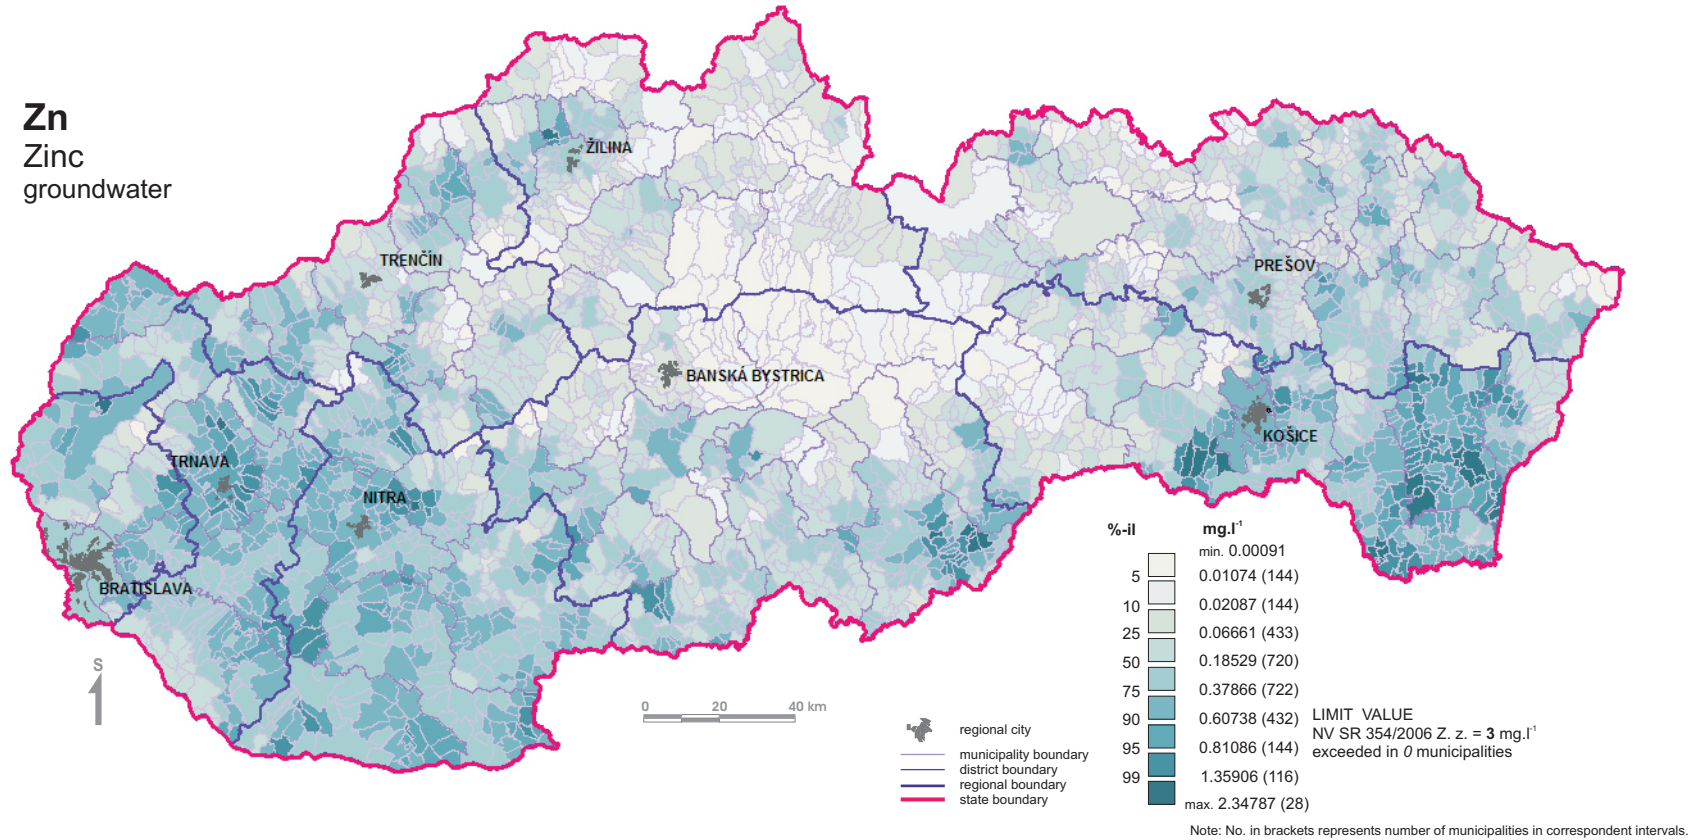 Zn
Zinc
groundwater
ŽILINA
TRENČÍN
PREŠOV
BANSKÁ BYSTRICA
KOŠICE
TRNAVA
NITRA
BRATISLAVA
S
0 20 40 km
regional city
municipality boundary
district boundary
regional boundary
state boundary
%-il mg.l⁻¹
min. 0.00091
5 0.01074 (144)
10 0.02087 (144)
25 0.06661 (433)
50 0.18529 (720)
75 0.37866 (722)
90 0.60738 (432)
95 0.81086 (144)
99 1.35906 (116)
max. 2.34787 (28)
LIMIT VALUE
NV SR 354/2006 Z. z. = 3 mg.l⁻¹
exceeded in 0 municipalities
Note: No. in brackets represents number of municipalities in correspondent intervals.